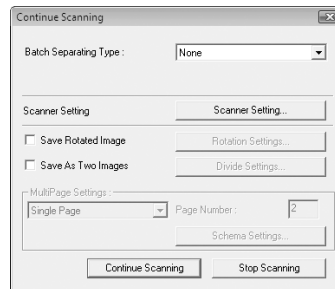 Continue Scanning
Batch Separating Type : None
Scanner Setting Scanner Setting...
Save Rotated Image Rotation Settings...
Save As Two Images Divide Settings...
MultiPage Settings :
Single Page Page Number : 2
Schema Settings...
Continue Scanning Stop Scanning